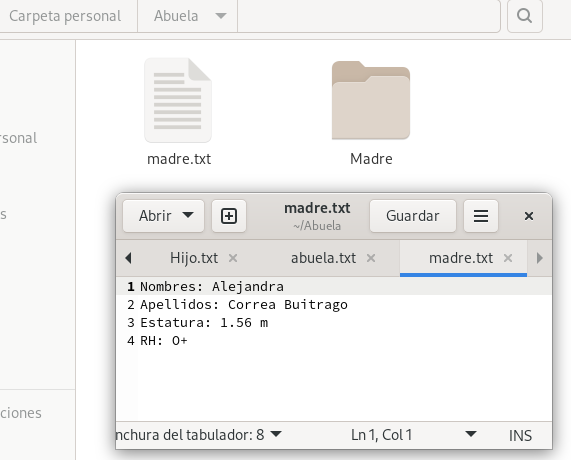 Carpeta personal
Abuela
ersonal
s
ciones
madre.txt
Madre
Abrir
madre.txt
~/Abuela
Guardar
Hijo.txt
abuela.txt
madre.txt
1 Nombres: Alejandra
2 Apellidos: Correa Buitrago
3 Estatura: 1.56 m
4 RH: O+
nchura del tabulador: 8
Ln 1, Col 1
INS